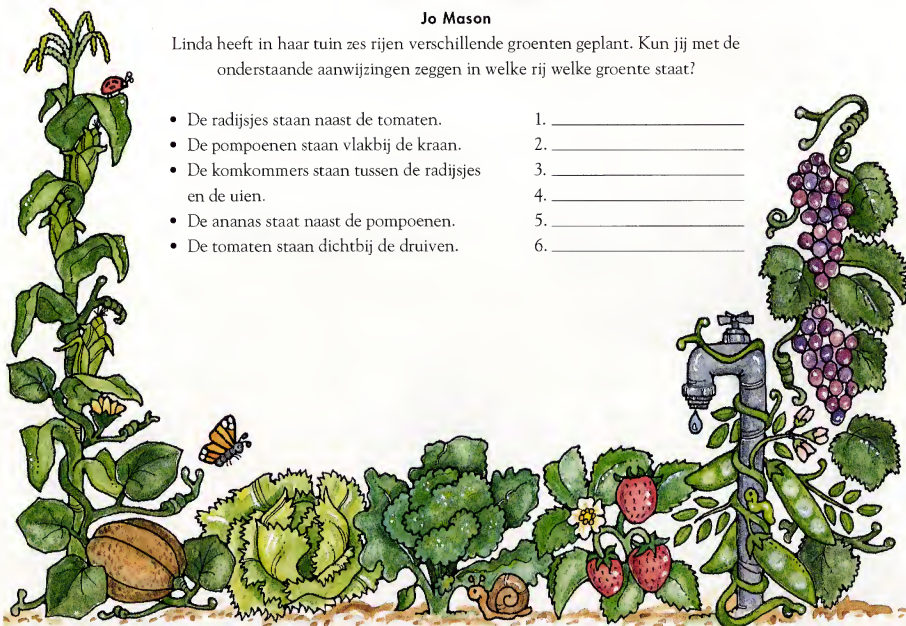 Jo Mason
Linda heeft in haar tuin zes rijen verschillende groenten geplant. Kun jij met de
onderstaande aanwijzingen zeggen in welke rij welke groente staat?
• De radijsjes staan naast de tomaten.
• De pompoenen staan vlakbij de kraan.
• De komkommers staan tussen de radijsjes
en de uien.
• De ananas staat naast de pompoenen.
• De tomaten staan dichtbij de druiven.
1.
2.
3.
4.
5.
6.